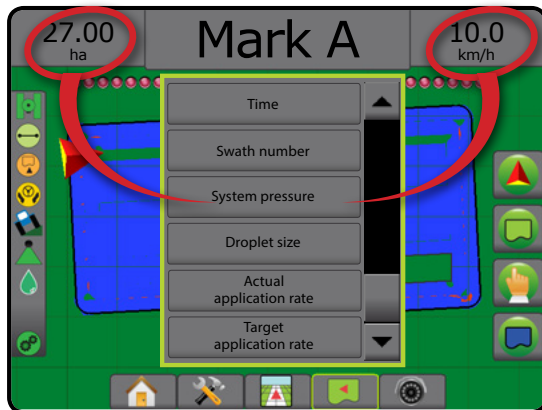 27.00
ha
Mark A
10.0
km/h
Time
Swath number
System pressure
Droplet size
Actual
application rate
Target
application rate